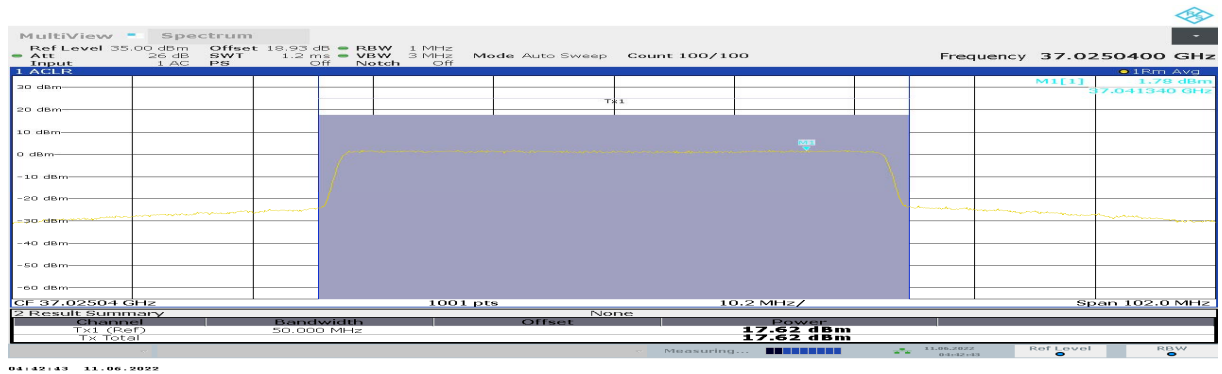 MultiView Spectrum
Ref Level 35.00 dBm Offset 18.93 dB RBW 1 MHz
Att 26 dB SWT 1.2 ms VBW 3 MHz Mode Auto Sweep Count 100/100 Frequency 37.0250400 GHz
Input 1 AC PS Off Notch Off
1 ACLR 1Rm Avg
M1[1] 1.78 dBm
37.041340 GHz
30 dBm
Tx1
20 dBm
10 dBm
M1
0 dBm
-10 dBm
-20 dBm
-30 dBm
-40 dBm
-50 dBm
-60 dBm
CF 37.02504 GHz 1001 pts 10.2 MHz/ Span 102.0 MHz
2 Result Summary None
Channel Bandwidth Offset Power
Tx1 (Ref) 50.000 MHz 17.62 dBm
Tx Total 17.62 dBm
Measuring... 11.06.2022 Ref Level RBW
04:42:43
04:42:43 11.06.2022